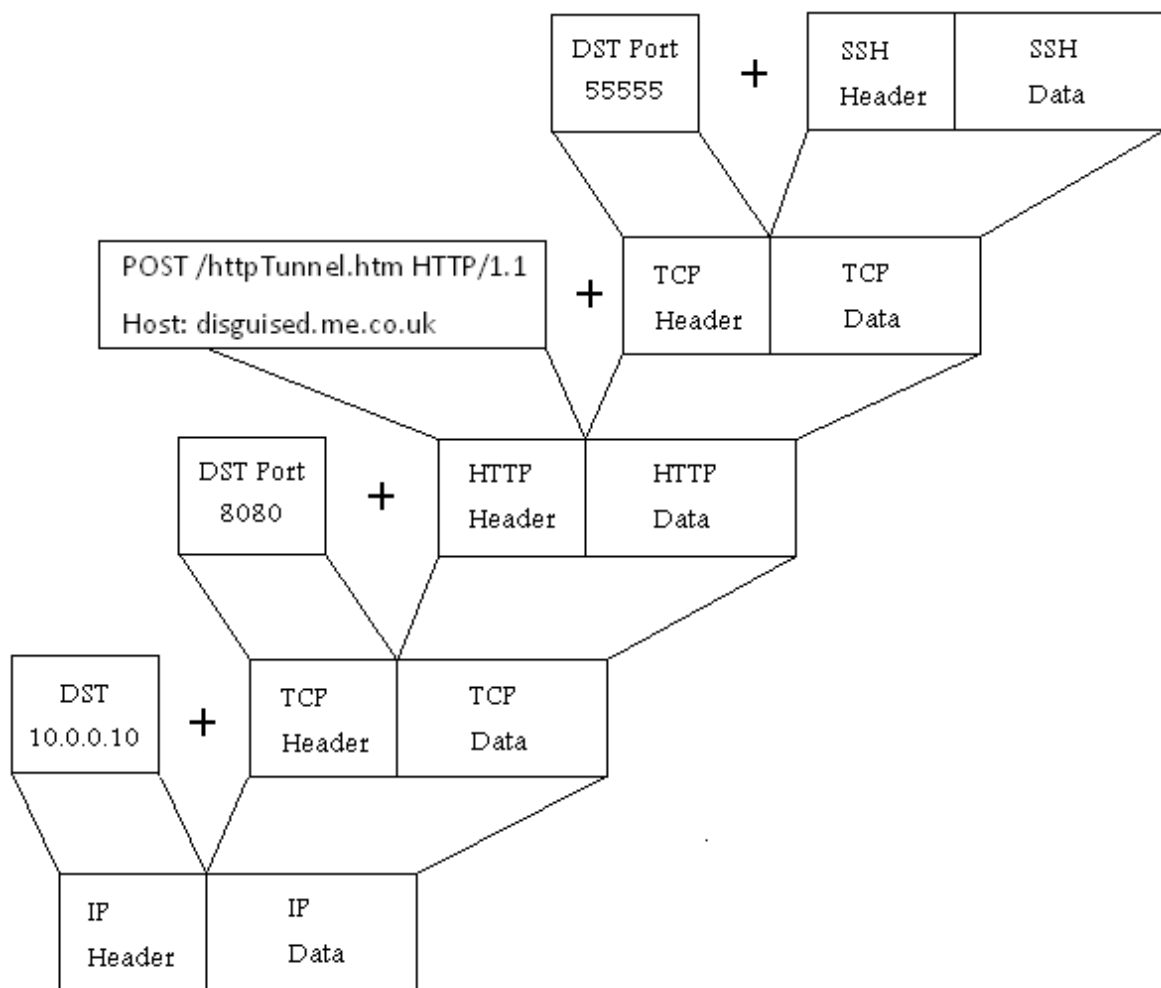 DST Port
55555
+
SSH
Header
SSH
Data
POST /httpTunnel.htm HTTP/1.1
Host: disguised.me.co.uk
+
TCP
Header
TCP
Data
DST Port
8080
+
HTTP
Header
HTTP
Data
DST
10.0.0.10
+
TCP
Header
TCP
Data
IP
Header
IP
Data